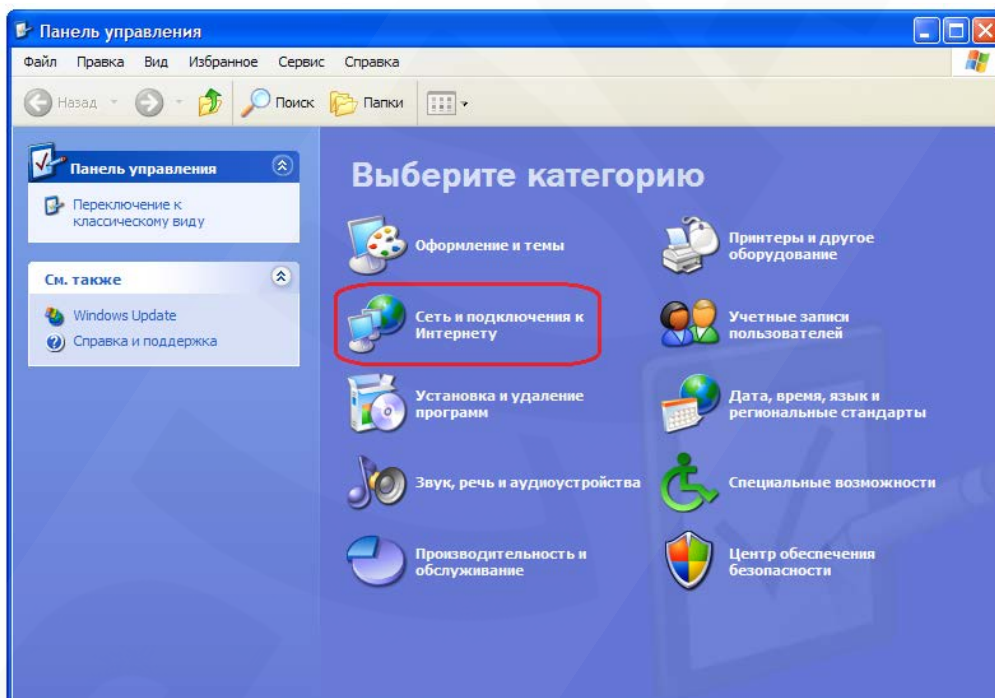 Панель управления
Файл Правка Вид Избранное Сервис Справка
Назад Поиск Папки
Панель управления
Переключение к
классическому виду
См. также
Windows Update
Справка и поддержка
Выберите категорию
Оформление и темы
Принтеры и другое
оборудование
Сеть и подключения к
Интернету
Учетные записи
пользователей
Установка и удаление
программ
Дата, время, язык и
региональные стандарты
Звук, речь и аудиоустройства
Специальные возможности
Производительность и
обслуживание
Центр обеспечения
безопасности